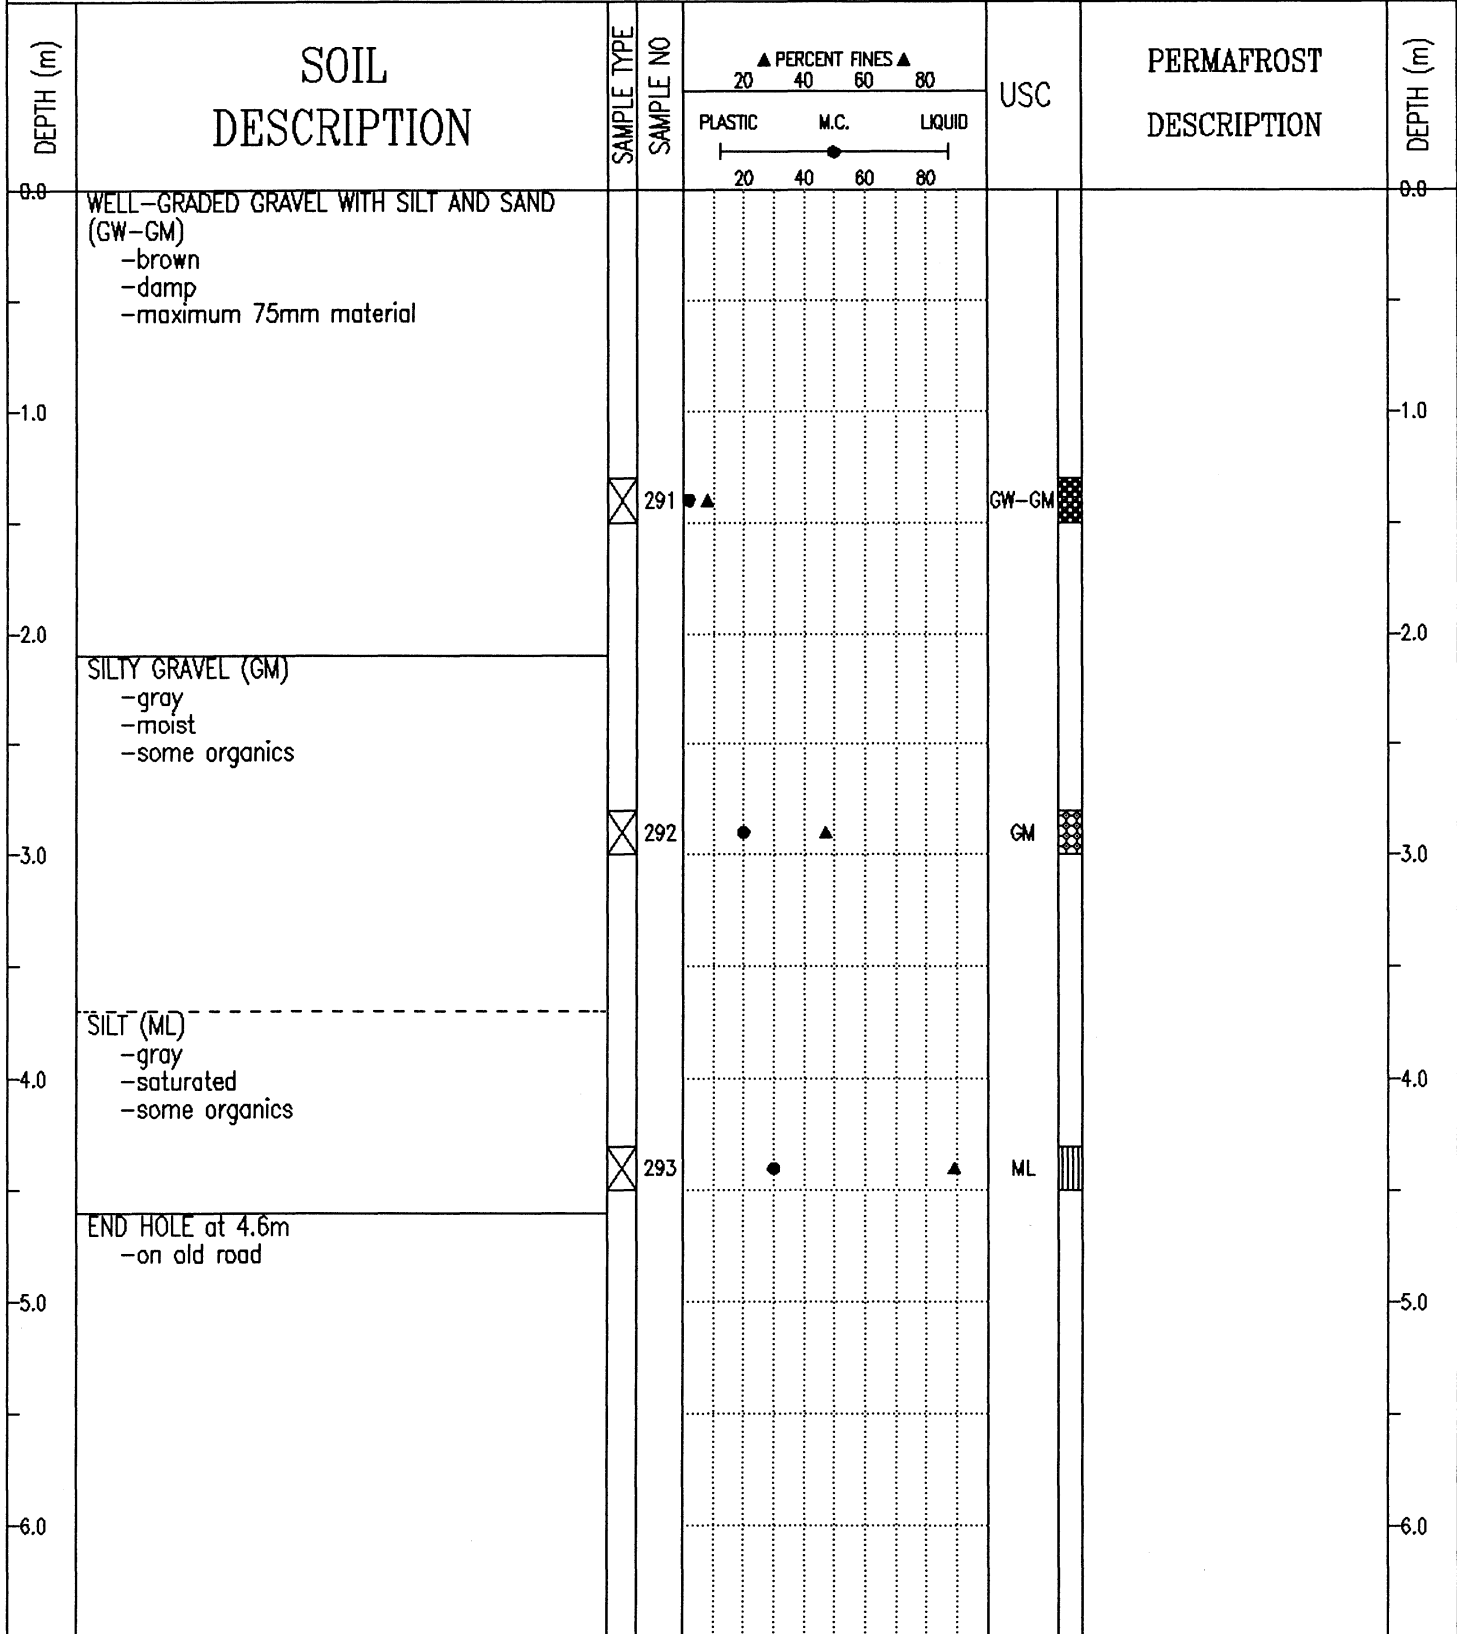 DEPTH (m)
SOIL
DESCRIPTION
SAMPLE TYPE
SAMPLE NO
▲ PERCENT FINES ▲
20 40 60 80
PLASTIC M.C. LIQUID
20 40 60 80
USC
PERMAFROST
DESCRIPTION
DEPTH (m)
0.0
WELL-GRADED GRAVEL WITH SILT AND SAND
(GW-GM)
-brown
-damp
-maximum 75mm material
0.0
-1.0
-1.0
291
GW-GM
-2.0
-2.0
SILTY GRAVEL (GM)
-gray
-moist
-some organics
292
GM
-3.0
-3.0
SILT (ML)
-gray
-saturated
-some organics
-4.0
-4.0
293
ML
END HOLE at 4.6m
-on old road
-5.0
-5.0
-6.0
-6.0